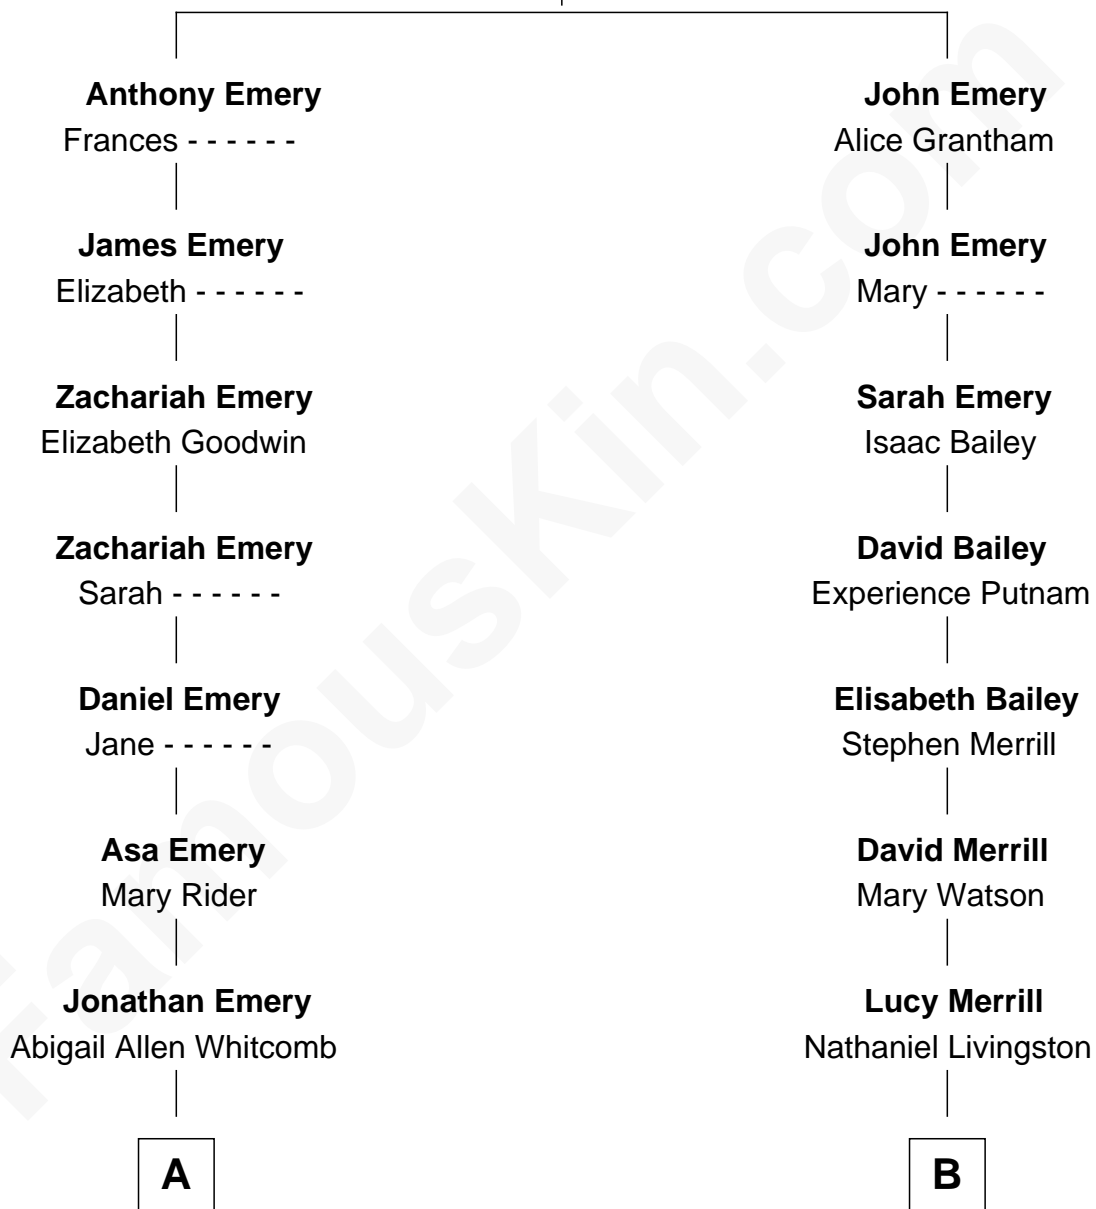 Anthony Emery
Frances - - - - - -
James Emery
Elizabeth - - - - - -
Zachariah Emery
Elizabeth Goodwin
Zachariah Emery
Sarah - - - - - -
Daniel Emery
Jane - - - - - -
Asa Emery
Mary Rider
Jonathan Emery
Abigail Allen Whitcomb
A
John Emery
Alice Grantham
John Emery
Mary - - - - - -
Sarah Emery
Isaac Bailey
David Bailey
Experience Putnam
Elisabeth Bailey
Stephen Merrill
David Merrill
Mary Watson
Lucy Merrill
Nathaniel Livingston
B
FamousKin.com